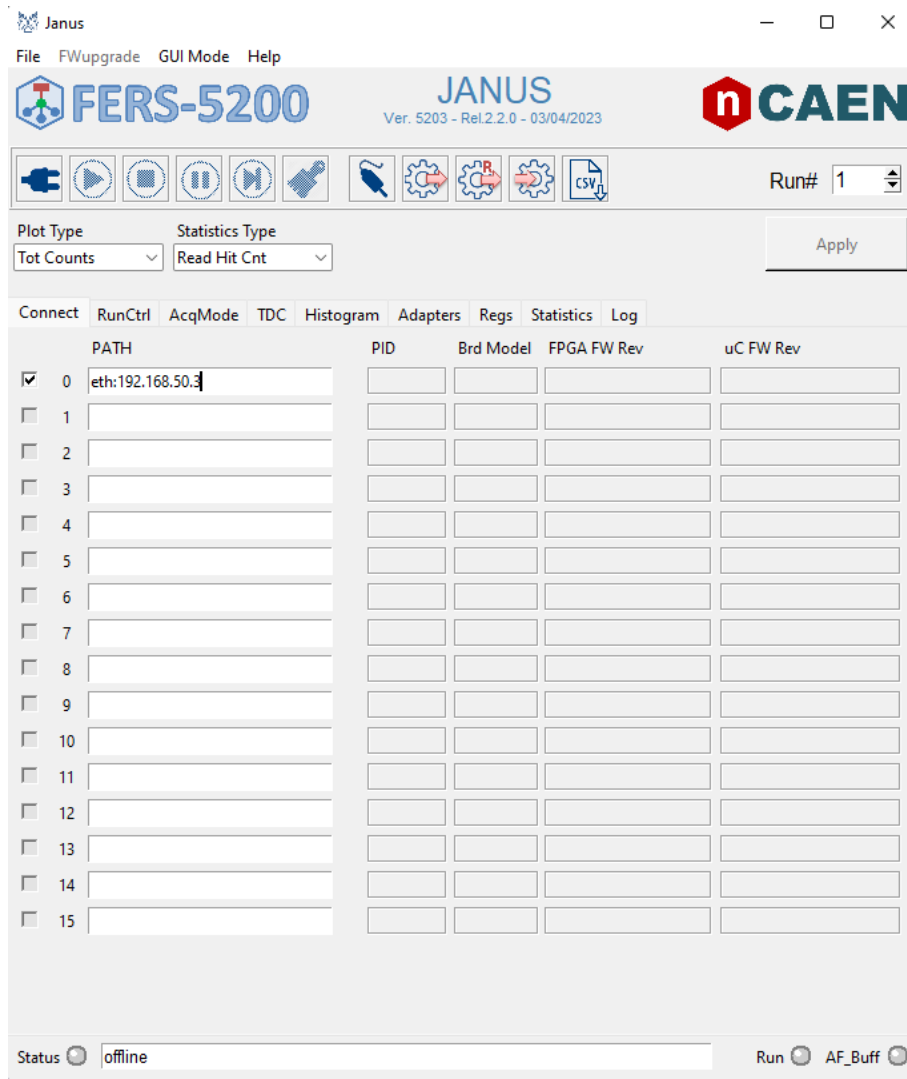 Janus
File FWupgrade GUI Mode Help
FERS-5200
JANUS
Ver. 5203 - Rel.2.2.0 - 03/04/2023
n CAEN
R
CSV
Run# 1
Plot Type Statistics Type
Tot Counts Read Hit Cnt
Apply
Connect RunCtrl AcqMode TDC Histogram Adapters Regs Statistics Log
PATH PID Brd Model FPGA FW Rev uC FW Rev
0 eth:192.168.50.3
1
2
3
4
5
6
7
8
9
10
11
12
13
14
15
Status offline Run AF_Buff